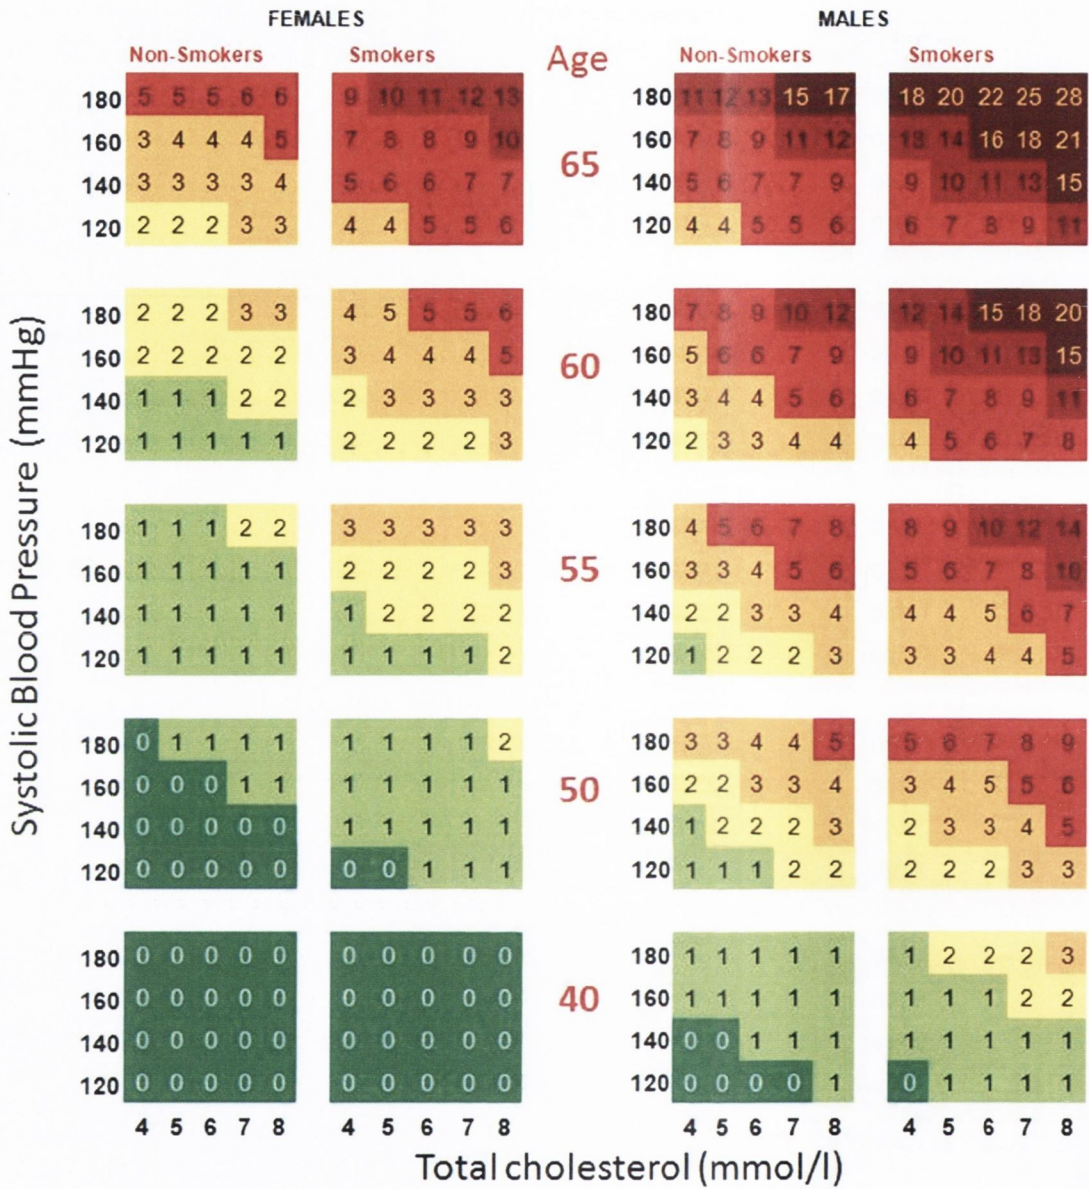 FEMALES MALES
Non-Smokers Smokers Age Non-Smokers Smokers
180 5 5 5 6 6 9 10 11 12 13 180 11 12 13 15 17 18 20 22 25 28
160 3 4 4 4 5 7 8 8 9 10 160 7 8 9 11 12 13 14 16 18 21
65
140 3 3 3 3 4 5 6 6 7 7 140 5 6 7 7 9 9 10 11 13 15
120 2 2 2 3 3 4 4 5 5 6 120 4 4 5 5 6 6 7 8 9 11
180 2 2 2 3 3 4 5 5 5 6 180 7 8 9 10 12 12 14 15 18 20
160 2 2 2 2 2 3 4 4 4 5 160 5 6 6 7 9 9 10 11 13 15
60
140 1 1 1 2 2 2 3 3 3 3 140 3 4 4 5 6 6 7 8 9 11
120 1 1 1 1 1 2 2 2 2 3 120 2 3 3 4 4 4 5 6 7 8
180 1 1 1 2 2 3 3 3 3 3 180 4 5 6 7 8 8 9 10 12 14
160 1 1 1 1 1 2 2 2 2 3 55 160 3 3 4 5 6 5 6 7 8 10
140 1 1 1 1 1 1 2 2 2 2 140 2 2 3 3 4 4 4 5 6 7
120 1 1 1 1 1 1 1 1 1 2 120 1 2 2 2 3 3 3 4 4 5
180 0 1 1 1 1 1 1 1 1 2 180 3 3 4 4 5 5 6 7 8 9
160 0 0 0 1 1 1 1 1 1 1 50 160 2 2 3 3 4 3 4 5 5 6
140 0 0 0 0 0 1 1 1 1 1 140 1 2 2 2 3 2 3 3 4 5
120 0 0 0 0 0 0 0 1 1 1 120 1 1 1 2 2 2 2 2 3 3
180 0 0 0 0 0 0 0 0 0 0 180 1 1 1 1 1 1 2 2 2 3
160 0 0 0 0 0 0 0 0 0 0 40 160 1 1 1 1 1 1 1 1 2 2
140 0 0 0 0 0 0 0 0 0 0 140 0 0 1 1 1 1 1 1 1 1
120 0 0 0 0 0 0 0 0 0 0 120 0 0 0 0 1 0 1 1 1 1
4 5 6 7 8 4 5 6 7 8 4 5 6 7 8 4 5 6 7 8
Total cholesterol (mmol/l)
Systolic Blood Pressure (mmHg)